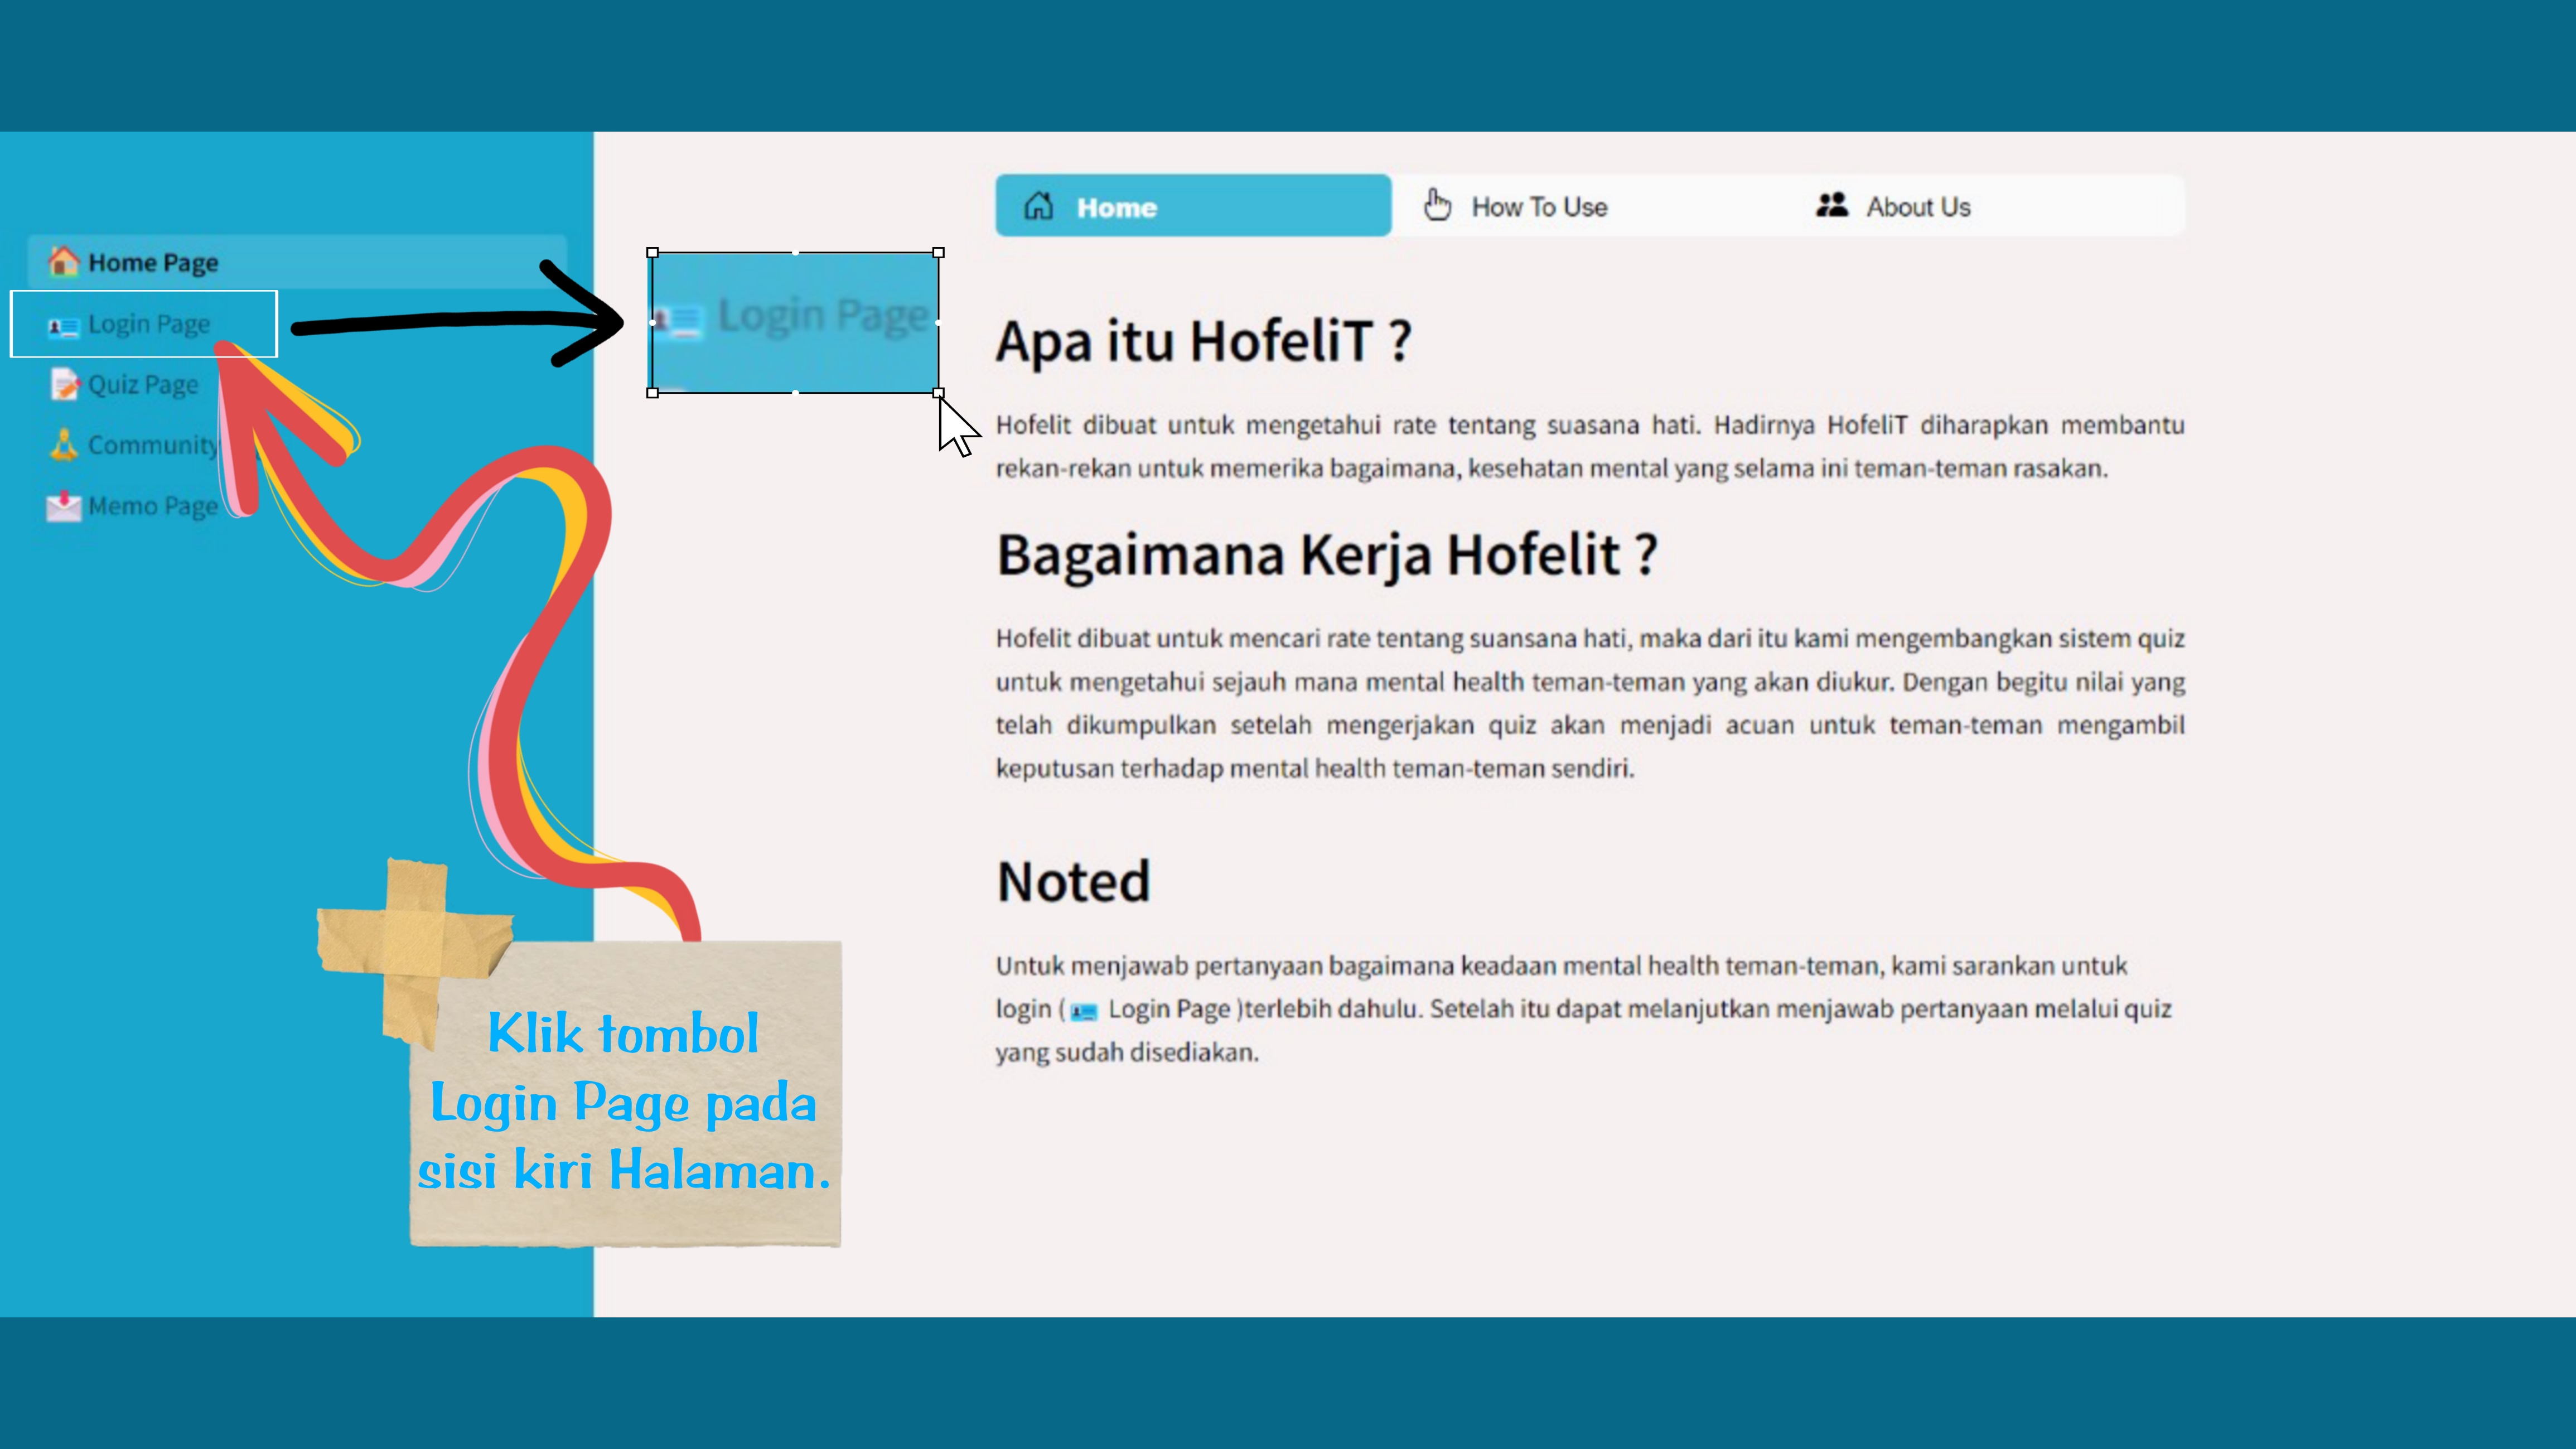 Home Page
Login Page
Quiz Page
Community
Memo Page
Login Page
Home
How To Use
About Us
Apa itu HofeliT ?
Hofelit dibuat untuk mengetahui rate tentang suasana hati. Hadirnya HofeliT diharapkan membantu
rekan-rekan untuk memerika bagaimana, kesehatan mental yang selama ini teman-teman rasakan.
Bagaimana Kerja Hofelit ?
Hofelit dibuat untuk mencari rate tentang suansana hati, maka dari itu kami mengembangkan sistem quiz
untuk mengetahui sejauh mana mental health teman-teman yang akan diukur. Dengan begitu nilai yang
telah dikumpulkan setelah mengerjakan quiz akan menjadi acuan untuk teman-teman mengambil
keputusan terhadap mental health teman-teman sendiri.
Noted
Untuk menjawab pertanyaan bagaimana keadaan mental health teman-teman, kami sarankan untuk
login ( Login Page )terlebih dahulu. Setelah itu dapat melanjutkan menjawab pertanyaan melalui quiz
yang sudah disediakan.
Klik tombol
Login Page pada
sisi kiri Halaman.